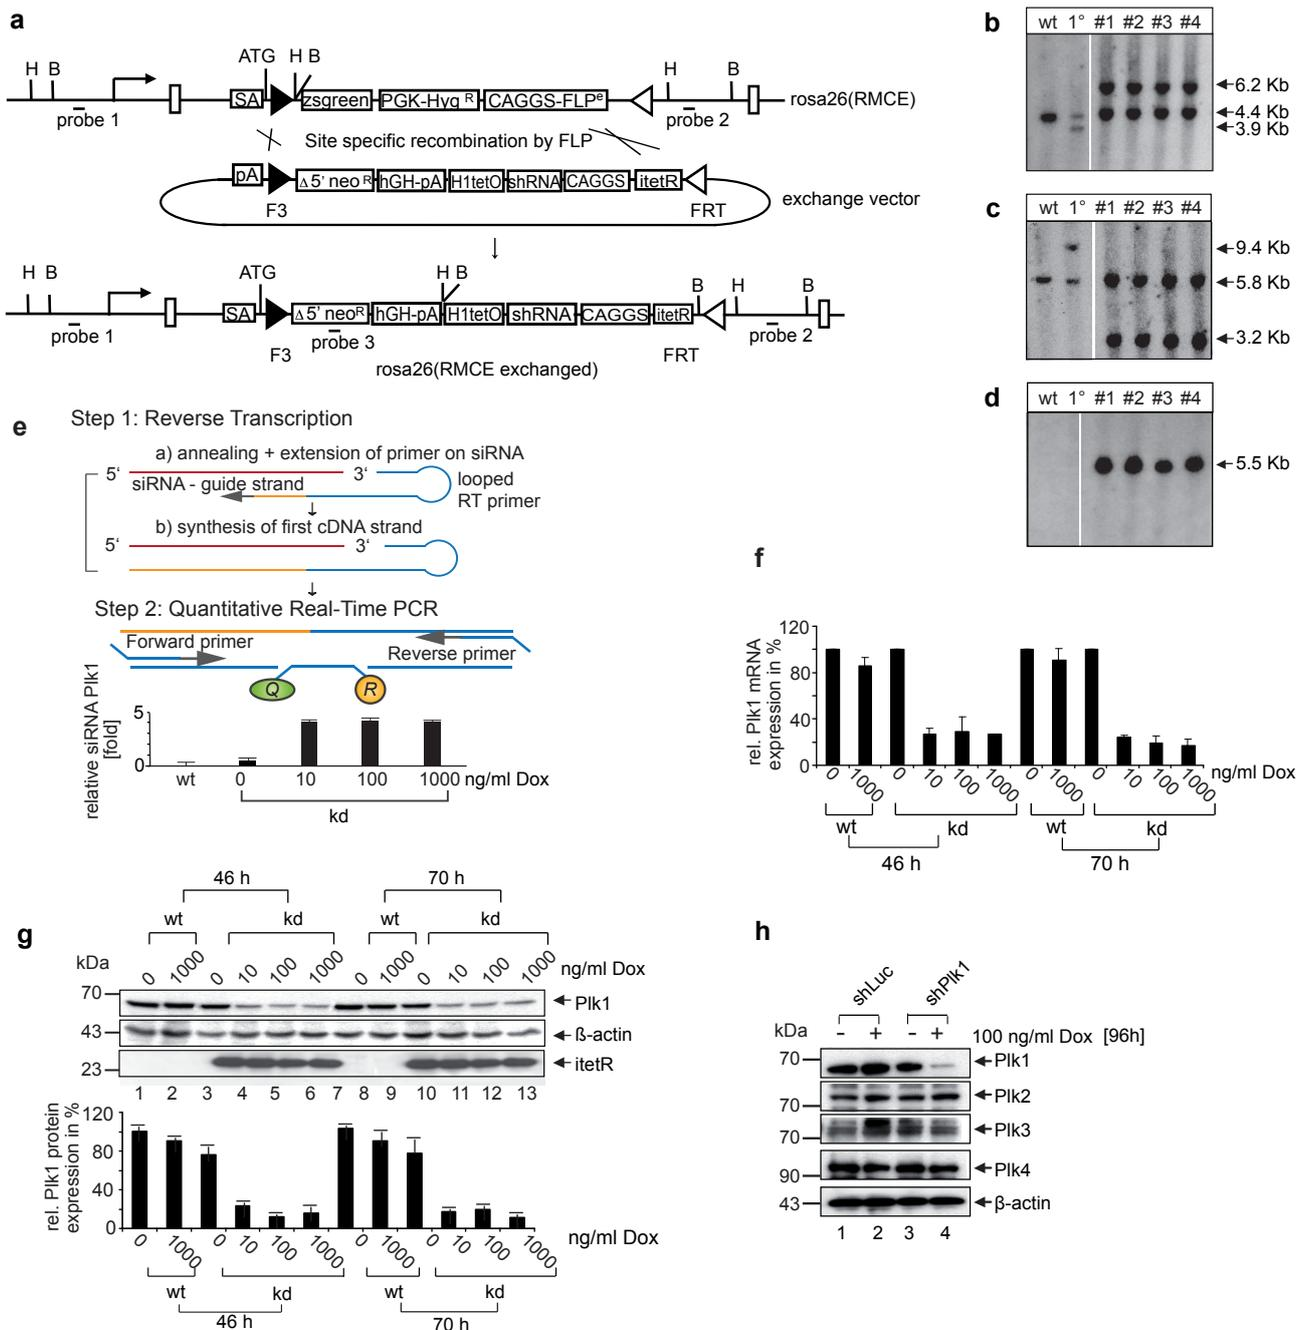 a
H B ATG H B H B
SA zsgreen PGK-Hyg R CAGGS-FLPe rosa26(RMCE)
probe 1 probe 2
Site specific recombination by FLP
pA Δ5' neo R hGH-pA H1tetO shRNA CAGGS itetR
F3 FRT exchange vector
H B ATG H B B H B
SA Δ5' neoR hGH-pA H1tetO shRNA CAGGS itetR
probe 1 probe 3 probe 2
F3 FRT
rosa26(RMCE exchanged)
b
wt 1° #1 #2 #3 #4
6.2 Kb
4.4 Kb
3.9 Kb
c
wt 1° #1 #2 #3 #4
9.4 Kb
5.8 Kb
3.2 Kb
d
wt 1° #1 #2 #3 #4
5.5 Kb
e
Step 1: Reverse Transcription
a) annealing + extension of primer on siRNA
5‘ 3‘ looped
siRNA - guide strand RT primer
b) synthesis of first cDNA strand
5‘ 3‘
Step 2: Quantitative Real-Time PCR
Forward primer
Reverse primer
Q R
relative siRNA Plk1
[fold]
5
0
wt 0 10 100 1000 ng/ml Dox
kd
f
rel. Plk1 mRNA
expression in %
120
80
40
0
0 1000 0 10 100 1000 0 1000 0 10 100 1000 ng/ml Dox
wt kd wt kd
46 h 70 h
g
46 h 70 h
wt kd wt kd
kDa 0 1000 0 10 100 1000 0 1000 0 10 100 1000 ng/ml Dox
70 Plk1
43 ß-actin
23 itetR
1 2 3 4 5 6 7 8 9 10 11 12 13
rel. Plk1 protein
expression in %
120
80
40
0
0 1000 0 10 100 1000 0 1000 0 10 100 1000 ng/ml Dox
wt kd wt kd
46 h 70 h
h
shLuc shPlk1
kDa - + - + 100 ng/ml Dox [96h]
70 Plk1
70 Plk2
70 Plk3
90 Plk4
43 β-actin
1 2 3 4